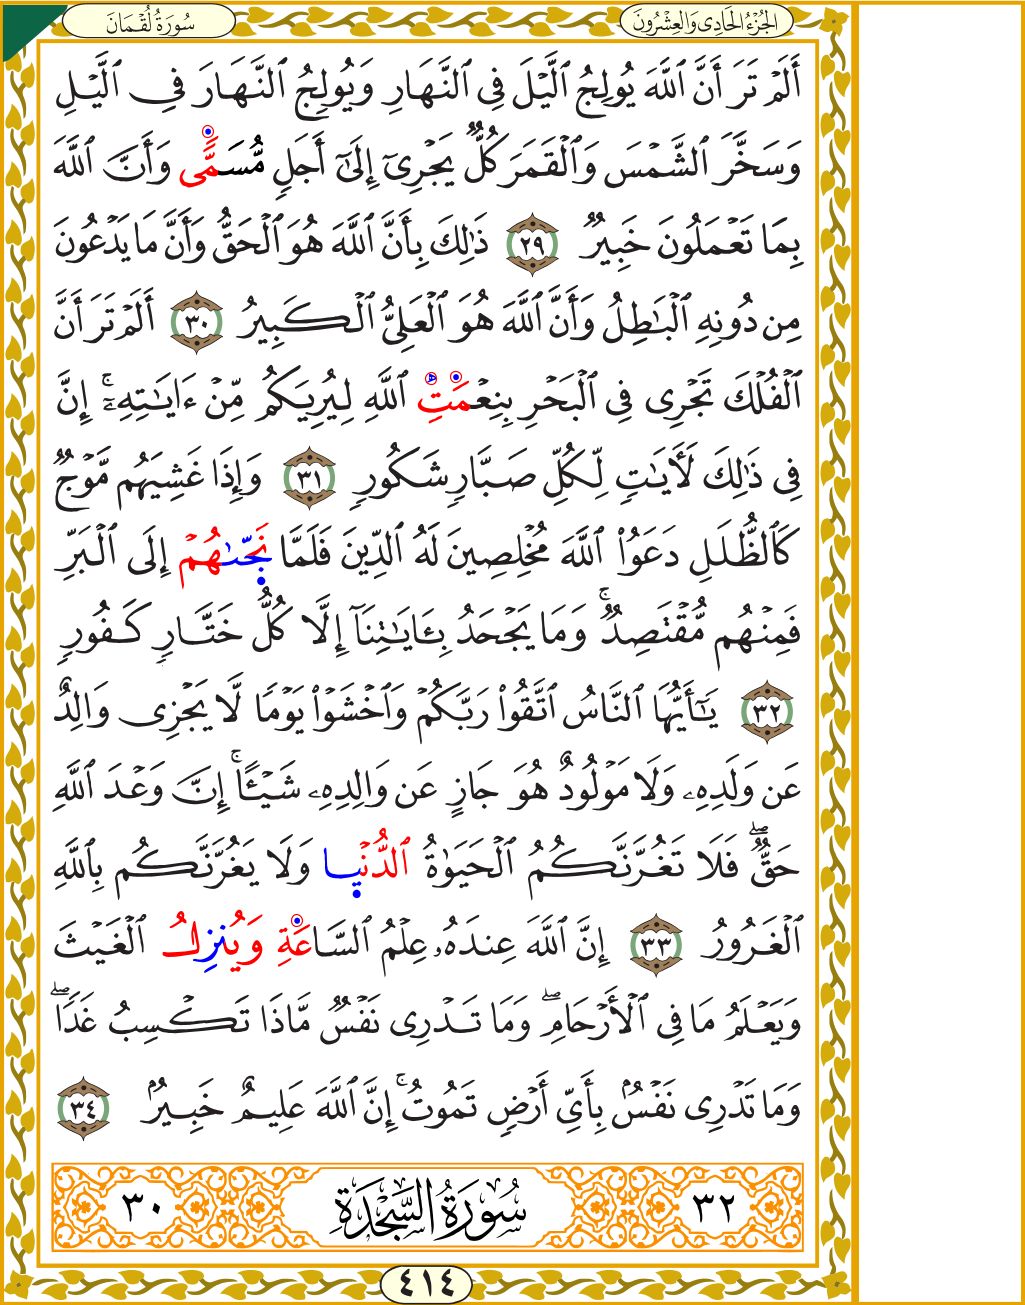 الجُزْءُ الحَادِى وَالعِشْرُونَ
سُورَةُ لُقْمَانَ
أَلَمْ تَرَ أَنَّ ٱللَّهَ يُولِجُ ٱلَّيْلَ فِى ٱلنَّهَارِ وَيُولِجُ ٱلنَّهَارَ فِى ٱلَّيْلِ
وَسَخَّرَ ٱلشَّمْسَ وَٱلْقَمَرَ كُلٌّ يَجْرِىٓ إِلَىٰٓ أَجَلٍ مُّسَمًّى وَأَنَّ ٱللَّهَ
بِمَا تَعْمَلُونَ خَبِيرٌ ٢٩ ذَٰلِكَ بِأَنَّ ٱللَّهَ هُوَ ٱلْحَقُّ وَأَنَّ مَا يَدْعُونَ
مِن دُونِهِ ٱلْبَـٰطِلُ وَأَنَّ ٱللَّهَ هُوَ ٱلْعَلِىُّ ٱلْكَبِيرُ ٣٠ أَلَمْ تَرَ أَنَّ
ٱلْفُلْكَ تَجْرِى فِى ٱلْبَحْرِ بِنِعْمَتِ ٱللَّهِ لِيُرِيَكُم مِّنْ ءَايَـٰتِهِۦٓ ۚ إِنَّ
فِى ذَٰلِكَ لَـَٔايَـٰتٍ لِّكُلِّ صَبَّارٍ شَكُورٍ ٣١ وَإِذَا غَشِيَهُم مَّوْجٌ
كَٱلظُّلَلِ دَعَوُا۟ ٱللَّهَ مُخْلِصِينَ لَهُ ٱلدِّينَ فَلَمَّا نَجَّىٰهُمْ إِلَى ٱلْبَرِّ
فَمِنْهُم مُّقْتَصِدٌ ۚ وَمَا يَجْحَدُ بِـَٔايَـٰتِنَآ إِلَّا كُلُّ خَتَّارٍ كَفُورٍ
٣٢ يَـٰٓأَيُّهَا ٱلنَّاسُ ٱتَّقُوا۟ رَبَّكُمْ وَٱخْشَوْا۟ يَوْمًا لَّا يَجْزِى وَالِدٌ
عَن وَلَدِهِۦ وَلَا مَوْلُودٌ هُوَ جَازٍ عَن وَالِدِهِۦ شَيْـًٔا ۚ إِنَّ وَعْدَ ٱللَّهِ
حَقٌّ ۖ فَلَا تَغُرَّنَّكُمُ ٱلْحَيَوٰةُ ٱلدُّنْيَا وَلَا يَغُرَّنَّكُم بِٱللَّهِ
ٱلْغَرُورُ ٣٣ إِنَّ ٱللَّهَ عِندَهُۥ عِلْمُ ٱلسَّاعَةِ وَيُنزِلُ ٱلْغَيْثَ
وَيَعْلَمُ مَا فِى ٱلْأَرْحَامِ ۖ وَمَا تَدْرِى نَفْسٌ مَّاذَا تَكْسِبُ غَدًا ۖ
وَمَا تَدْرِى نَفْسٌۢ بِأَىِّ أَرْضٍ تَمُوتُ ۚ إِنَّ ٱللَّهَ عَلِيمٌ خَبِيرٌۢ ٣٤
٣٢ سُورَةُ السَّجْدَةِ ٣٠
٤١٤